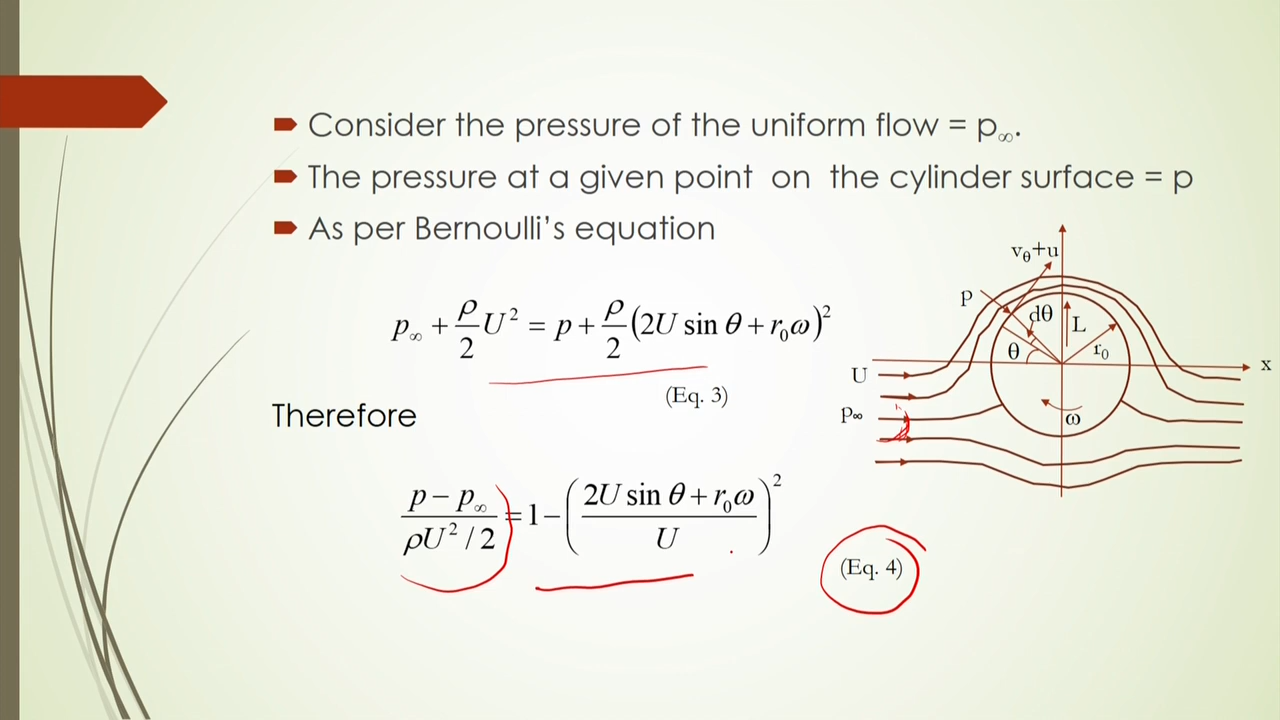 Consider the pressure of the uniform flow = p∞.
The pressure at a given point on the cylinder surface = p
As per Bernoulli's equation
p∞ + ρ/2 U² = p + ρ/2 (2U sin θ + r₀ω)²
(Eq. 3)
Therefore
(p − p∞)/(ρU² / 2) = 1 − ((2U sin θ + r₀ω)/U)²
(Eq. 4)
vθ+u
p
dθ
L
θ
r₀
x
U
p∞
ω